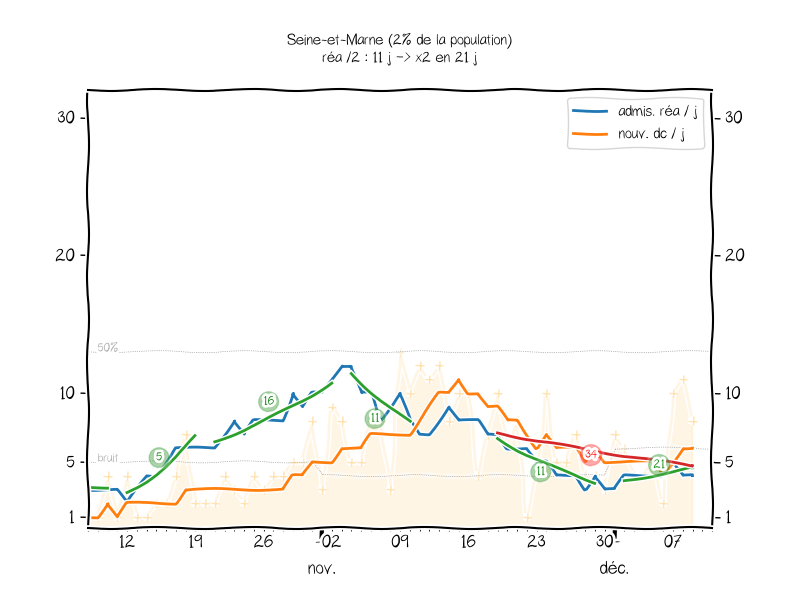 Seine-et-Marne (2% de la population)
réa /2 : 11 j -> x2 en 21 j
admis. réa / j
nouv. dc / j
30 30
20 20
50%
10 10
16
11
5
bruit
5 5
34
11
21
1 1
12 19 26 02 09 16 23 30 07
nov. déc.